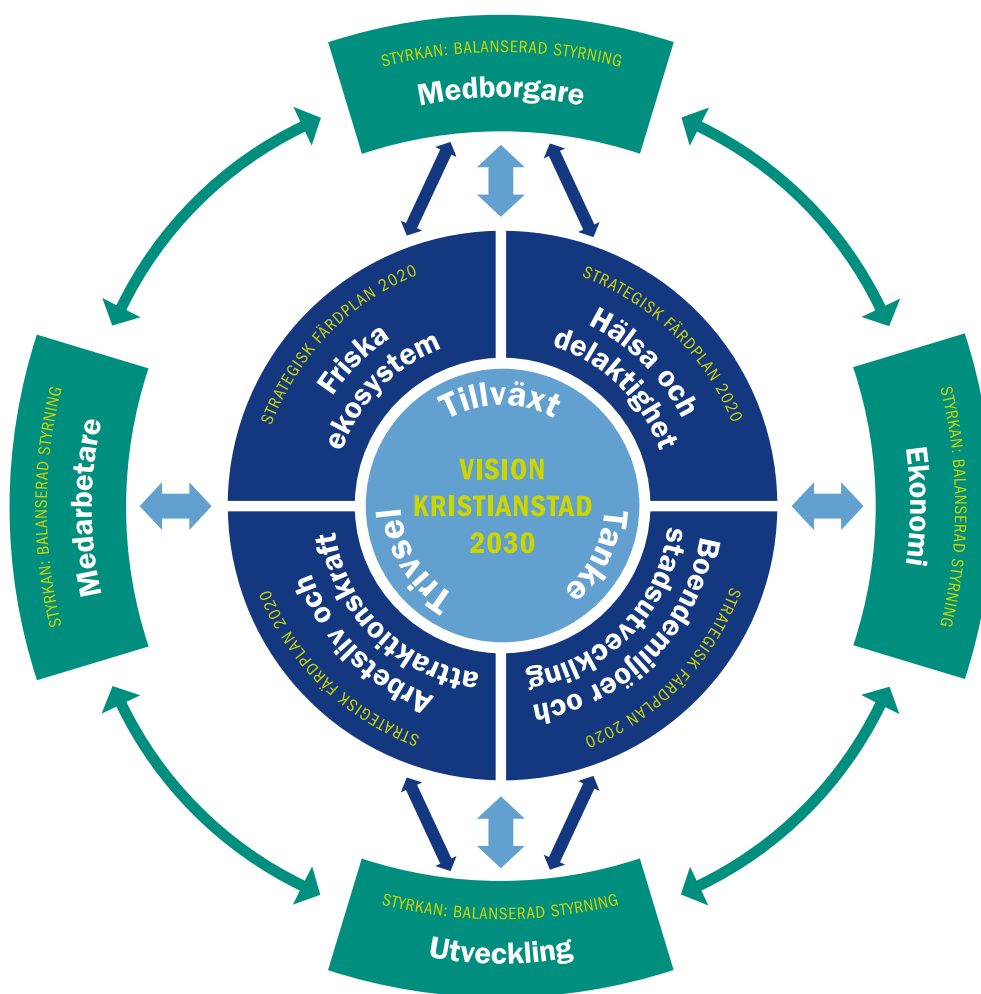 STYRKAN: BALANSERAD STYRNING
Medborgare
STRATEGISK FÄRDPLAN 2020
Friska
ekosystem
STRATEGISK FÄRDPLAN 2020
Hälsa och
delaktighet
Tillväxt
VISION
KRISTIANSTAD
2030
Trivsel
Tanke
STYRKAN: BALANSERAD STYRNING
Medarbetare
STYRKAN: BALANSERAD STYRNING
Ekonomi
Arbetsliv och
attraktionskraft
STRATEGISK FÄRDPLAN 2020
Boendemiljöer och
stadsutveckling
STRATEGISK FÄRDPLAN 2020
STYRKAN: BALANSERAD STYRNING
Utveckling